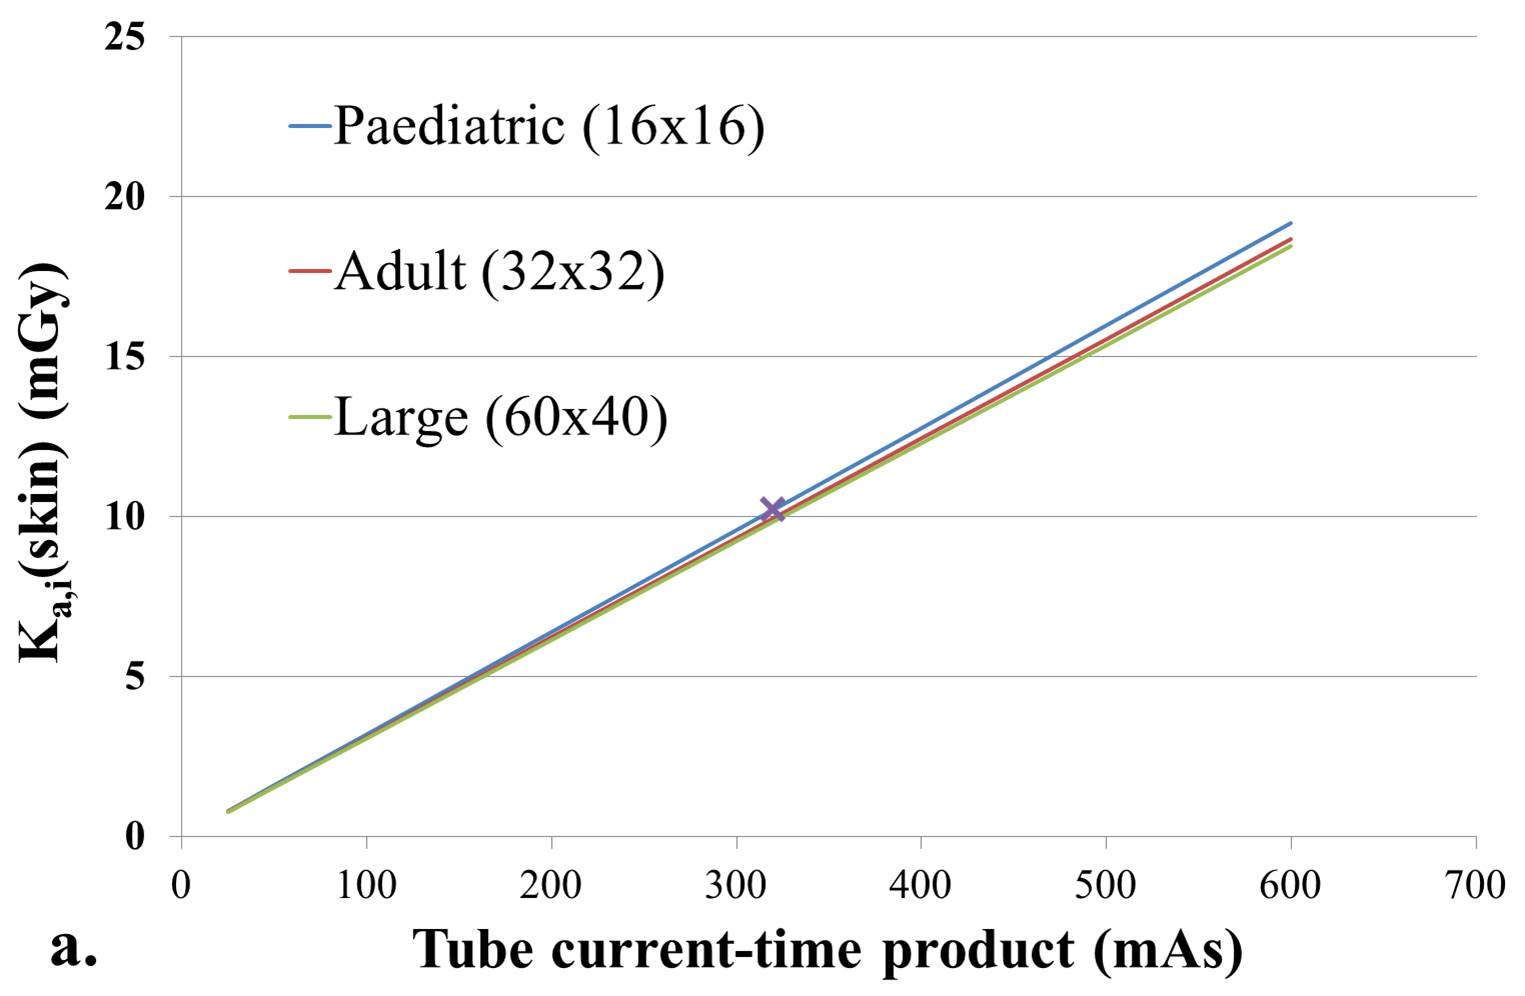 25
20
15
10
5
0
Paediatric (16x16)
Adult (32x32)
Large (60x40)
Ka,i(skin) (mGy)
0 100 200 300 400 500 600 700
a. Tube current-time product (mAs)